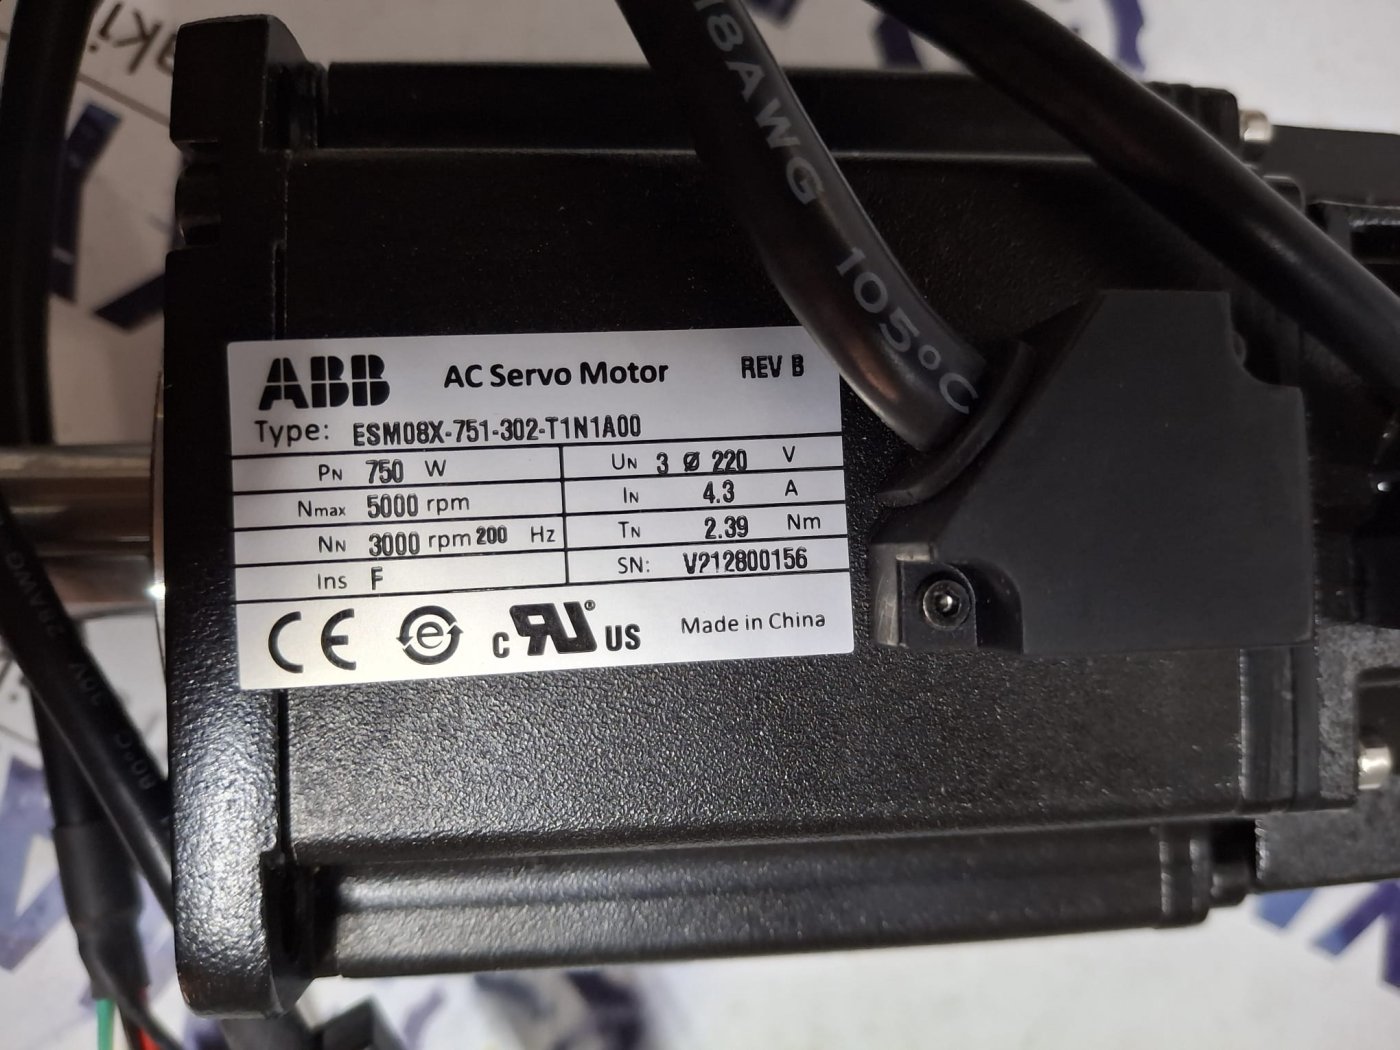 18AWG 105°C
ABB AC Servo Motor REV B
Type: ESM08X-751-302-T1N1A00
PN 750 W UN 3 Ø 220 V
Nmax 5000 rpm IN 4.3 A
NN 3000 rpm 200 Hz TN 2.39 Nm
Ins F SN: V212800156
CE e c RU® US Made in China